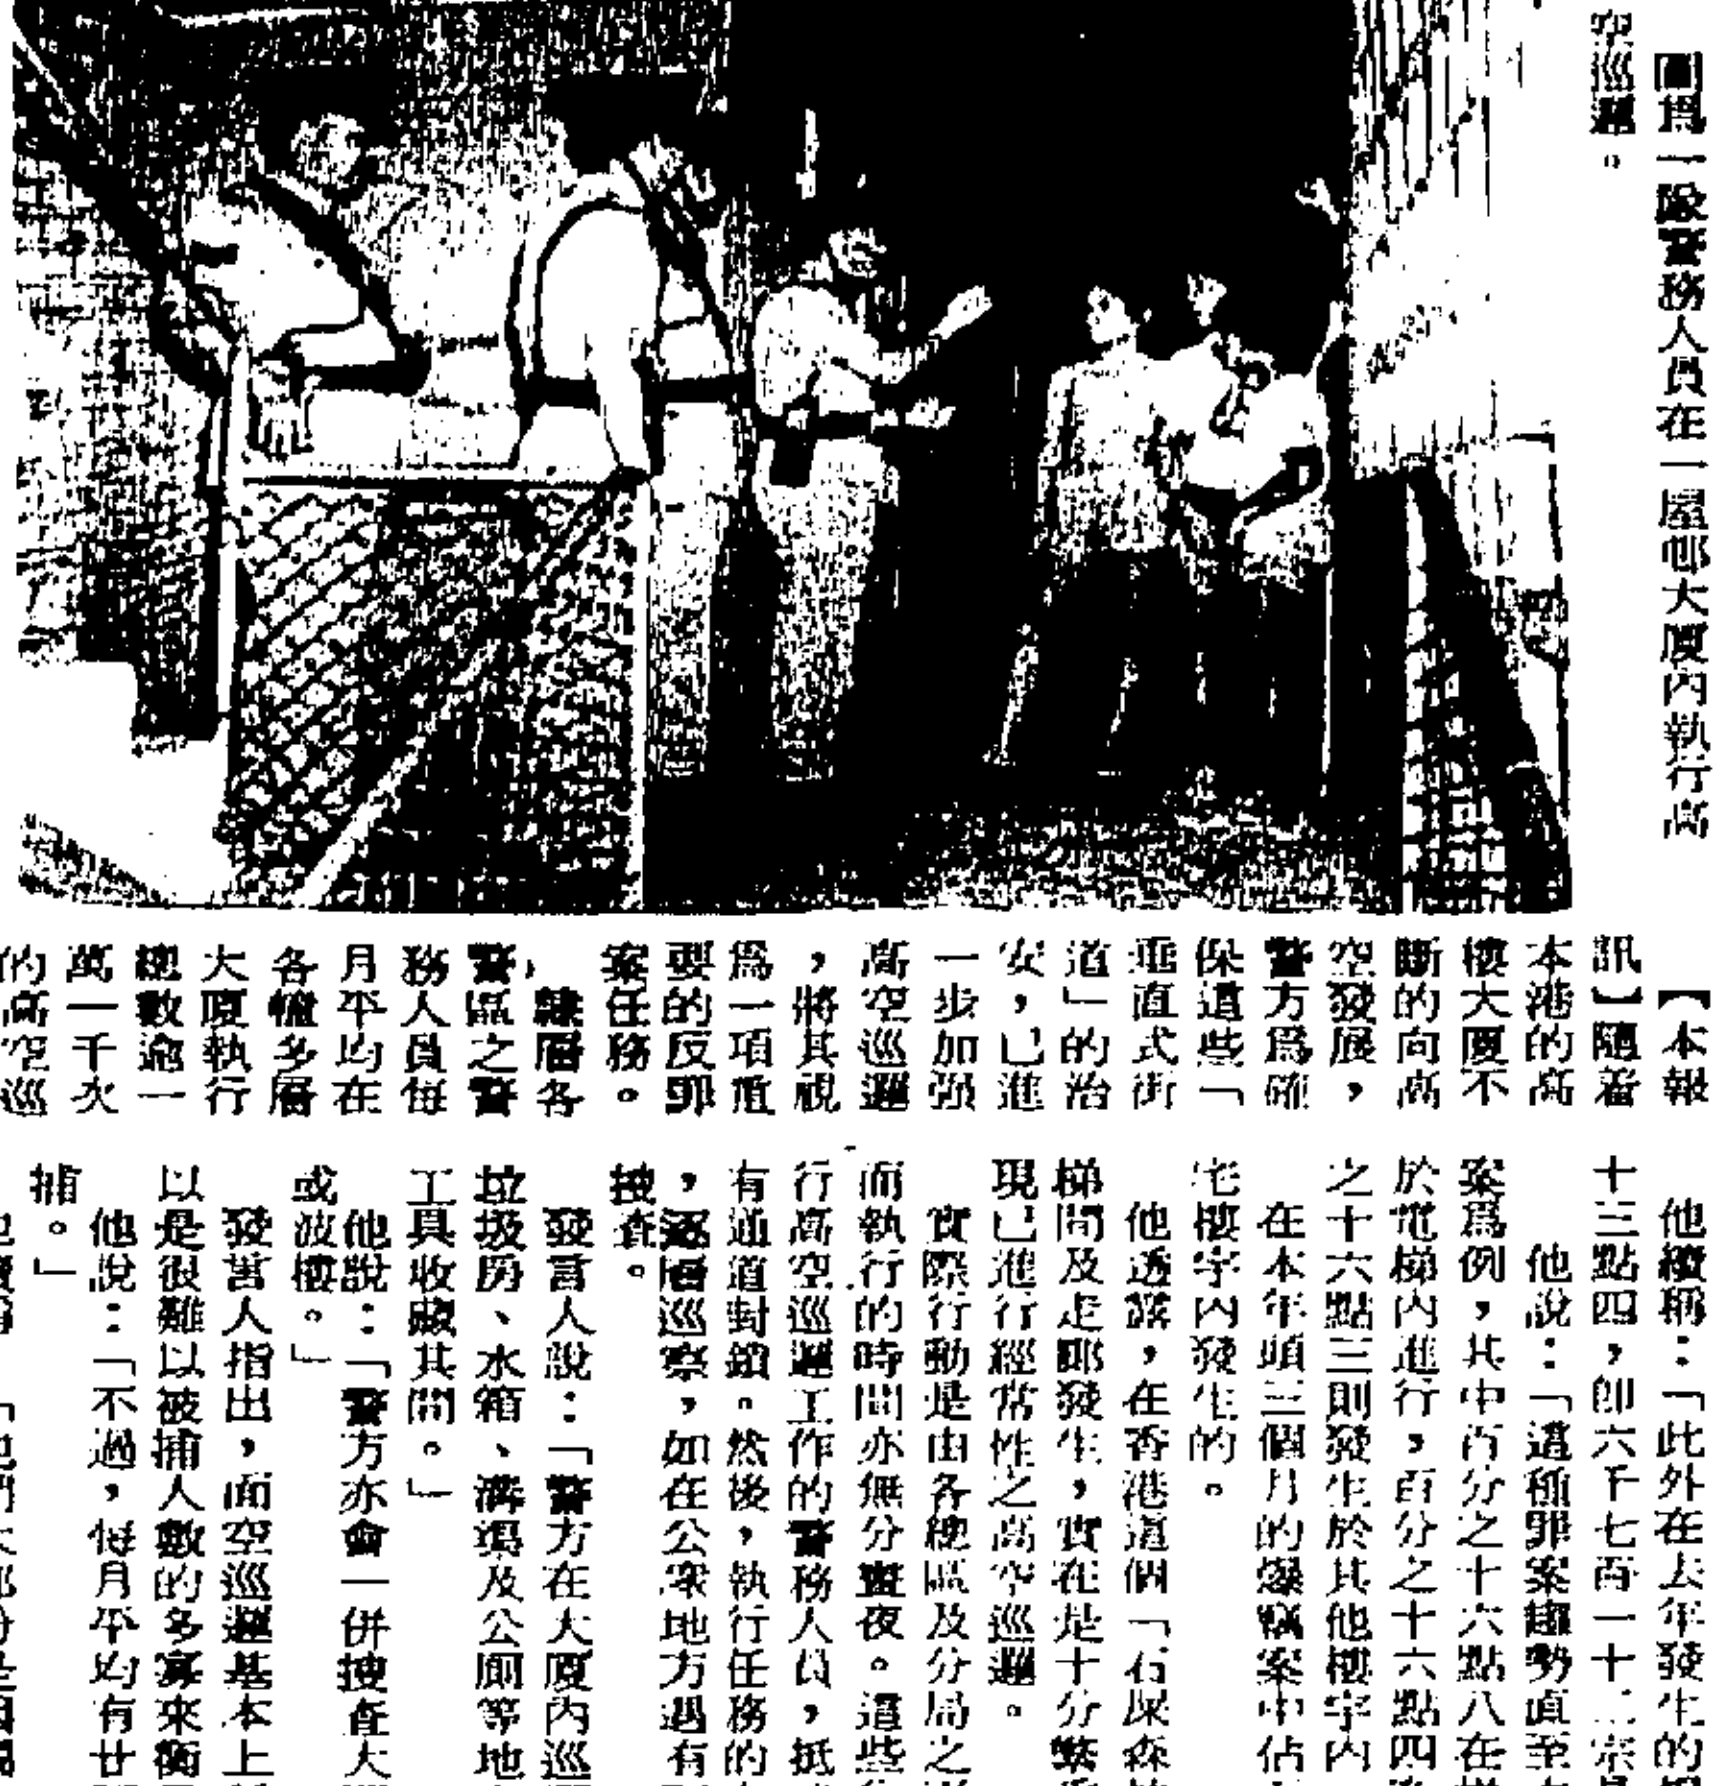 圖爲一隊警務人員在一屋邨大厦內執行高
空巡邏。
【本報
訊】隨着
本港的高
樓大厦不
斷的向高
空發展，
警方爲確
保這些「
垂直式街
道」的治
安，已進
一步加强
高空巡邏
，將其視
爲一項重
要的反罪
案任務。
隸屬各
警區之警
務人員每
月平均在
各幢多層
大厦執行
總數逾一
萬一千次
的高空巡
他續稱：「此外在去年發生的
十三點四，即六千七百一十二宗
他說：「這種罪案趨勢直至
案爲例，其中百分之十六點八在
於電梯內進行，百分之十六點四
之十六點三則發生於其他樓宇內
在本年頭三個月的爆竊案中佔
宅樓宇內發生的。
他透露，在香港這個「石屎森
梯間及走郎發生，實在是十分繁
現已進行經常性之高空巡邏。
實際行動是由各總區及分局之
而執行的時間亦無分晝夜。這些
行高空巡邏工作的警務人員，抵
有通道封鎖。然後，執行任務的
，逐層巡察，如在公衆地方遇有
搜查。
發言人說：「警方在大厦內巡
垃圾房、水箱、溝渠及公厠等地
工具收藏其間。」
他說：「警方亦會一併搜查大
或波樓。」
發言人指出，面空巡邏基本上
以是很難以被捕人數的多寡來衡
他說：「不過，每月平均有廿
捕。」